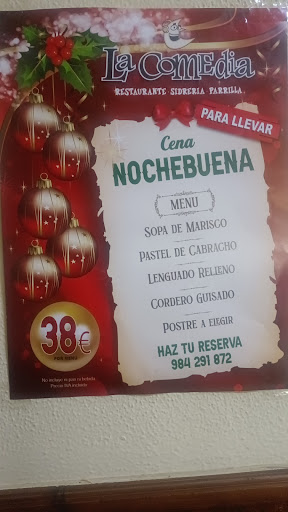 La Comedia
RESTAURANTE SIDRERIA PARRILLA
PARA LLEVAR
Cena
NOCHEBUENA
MENU
SOPA DE MARISCO
PASTEL DE CABRACHO
LENGUADO RELLENO
CORDERO GUISADO
POSTRE A ELEGIR
HAZ TU RESERVA
984 291 872
38€